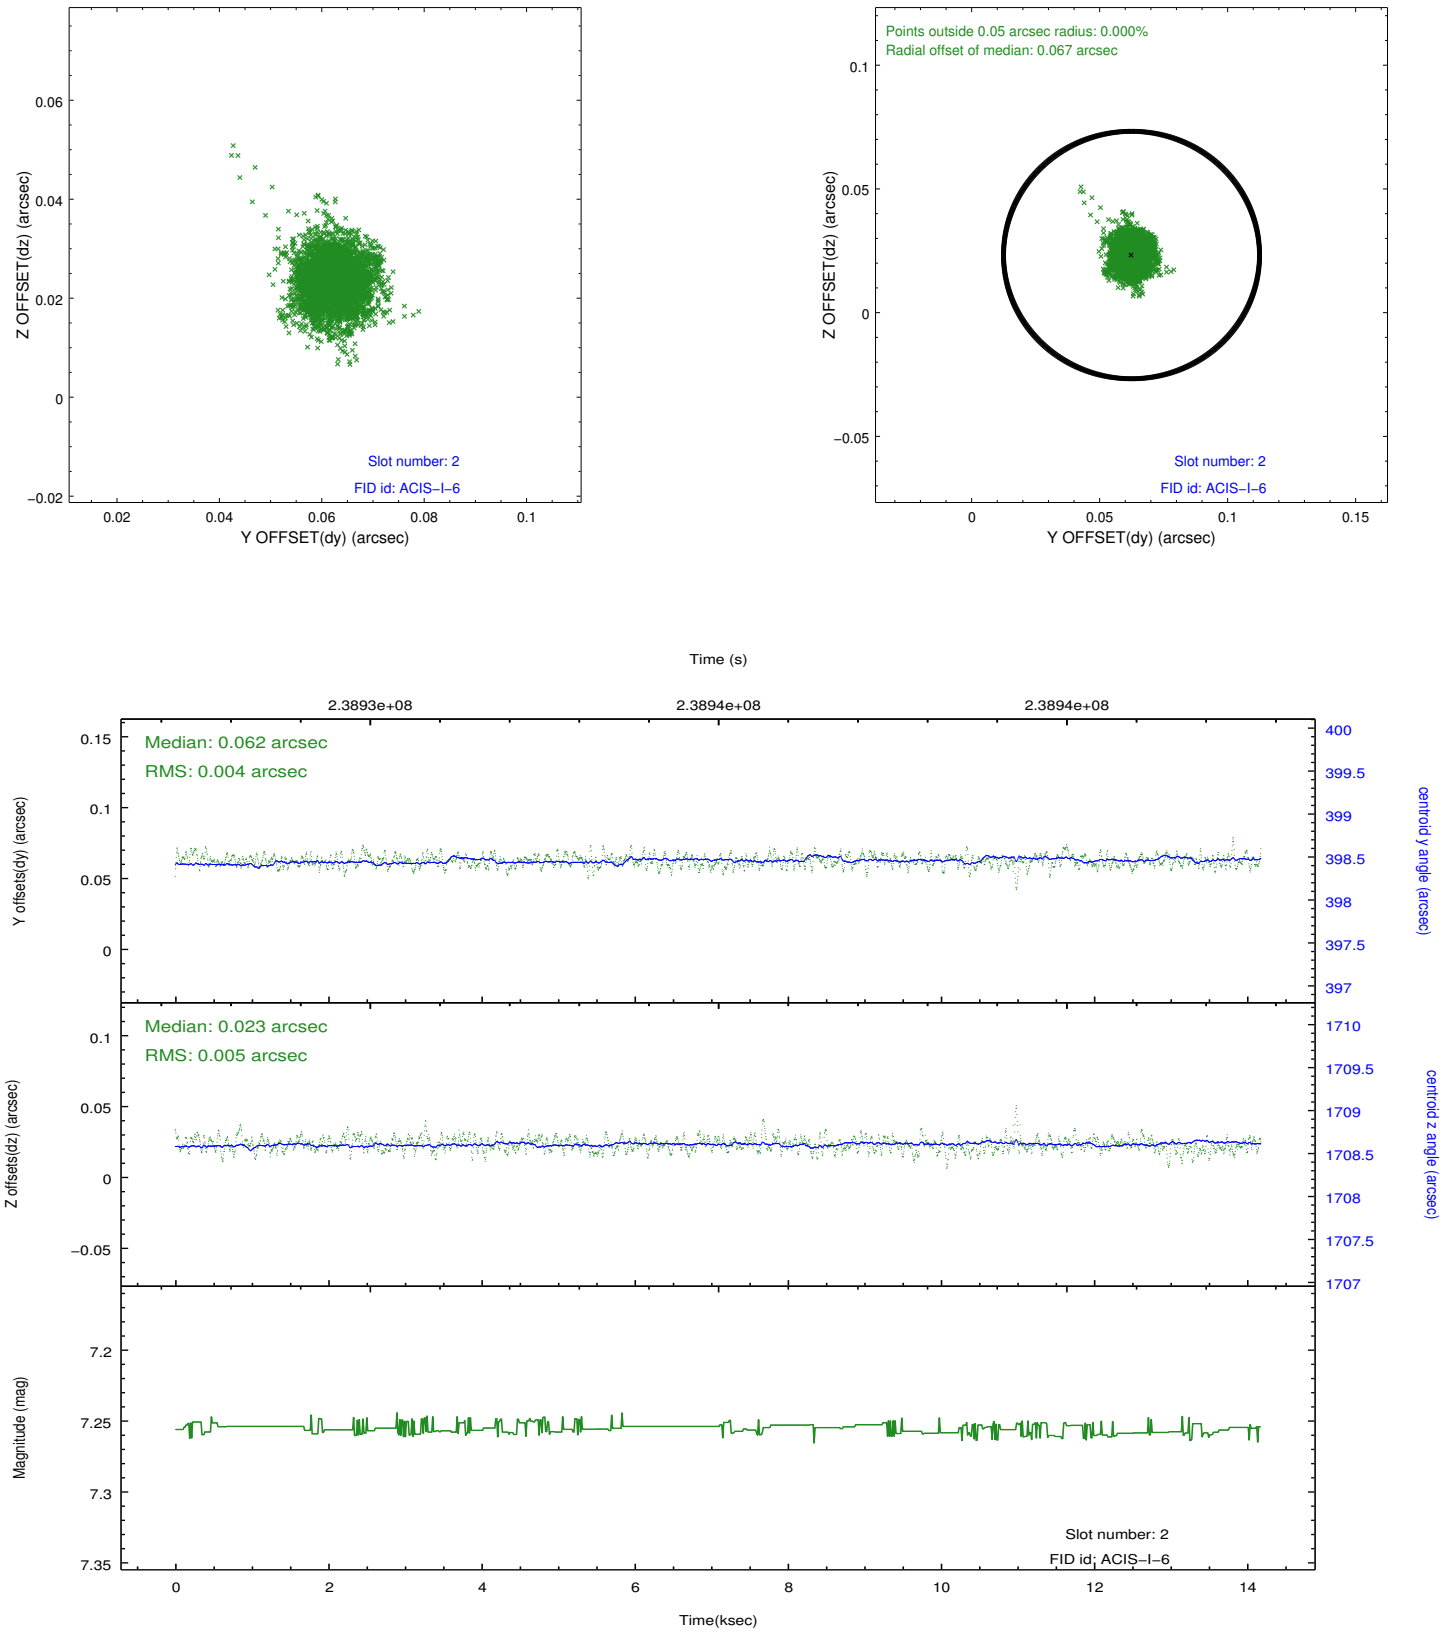 0.06
0.04
0.02
0
−0.02
Z OFFSET(dz) (arcsec)
Slot number: 2
FID id: ACIS−I−6
0.02 0.04 0.06 0.08 0.1
Y OFFSET(dy) (arcsec)
Points outside 0.05 arcsec radius: 0.000%
Radial offset of median: 0.067 arcsec
0.1
0.05
0
−0.05
Z OFFSET(dz) (arcsec)
Slot number: 2
FID id: ACIS−I−6
0 0.05 0.1 0.15
Y OFFSET(dy) (arcsec)
Time (s)
2.3893e+08 2.3894e+08 2.3894e+08
Median: 0.062 arcsec
RMS: 0.004 arcsec
0.15
0.1
0.05
0
Y offsets(dy) (arcsec)
400
399.5
399
398.5
398
397.5
397
centroid y angle (arcsec)
Median: 0.023 arcsec
RMS: 0.005 arcsec
0.1
0.05
0
−0.05
Z offsets(dz) (arcsec)
1710
1709.5
1709
1708.5
1708
1707.5
1707
centroid z angle (arcsec)
7.2
7.25
7.3
7.35
Magnitude (mag)
Slot number: 2
FID id: ACIS−I−6
0 2 4 6 8 10 12 14
Time(ksec)